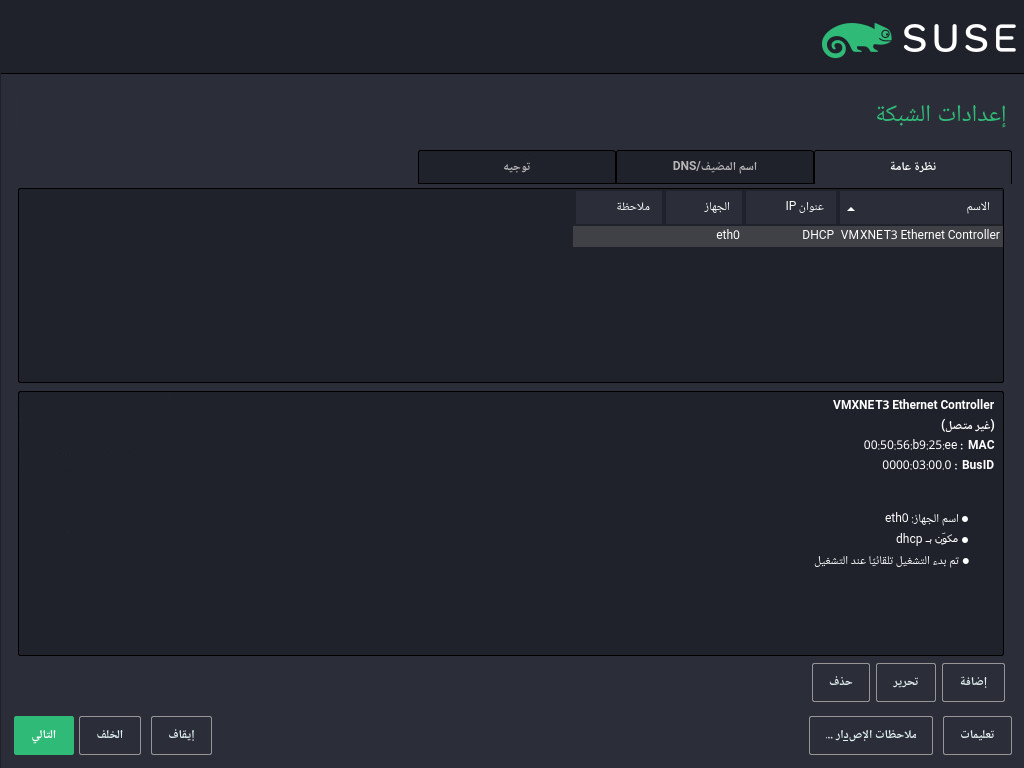 SUSE
إعدادات الشبكة
نظرة عامة
اسم المضيف/DNS
توجيه
الاسم عنوان IP الجهاز ملاحظة
VMXNET3 Ethernet Controller DHCP eth0
VMXNET3 Ethernet Controller
(غير متصل)
MAC : 00:50:56:b9:25:ee
BusID : 0000:03:00.0
● اسم الجهاز: eth0
● مكوّن بـ dhcp
● تم بدء التشغيل تلقائيًا عند التشغيل
إضافة تحرير حذف
تعليمات ملاحظات الإصدار ... إيقاف الخلف التالي